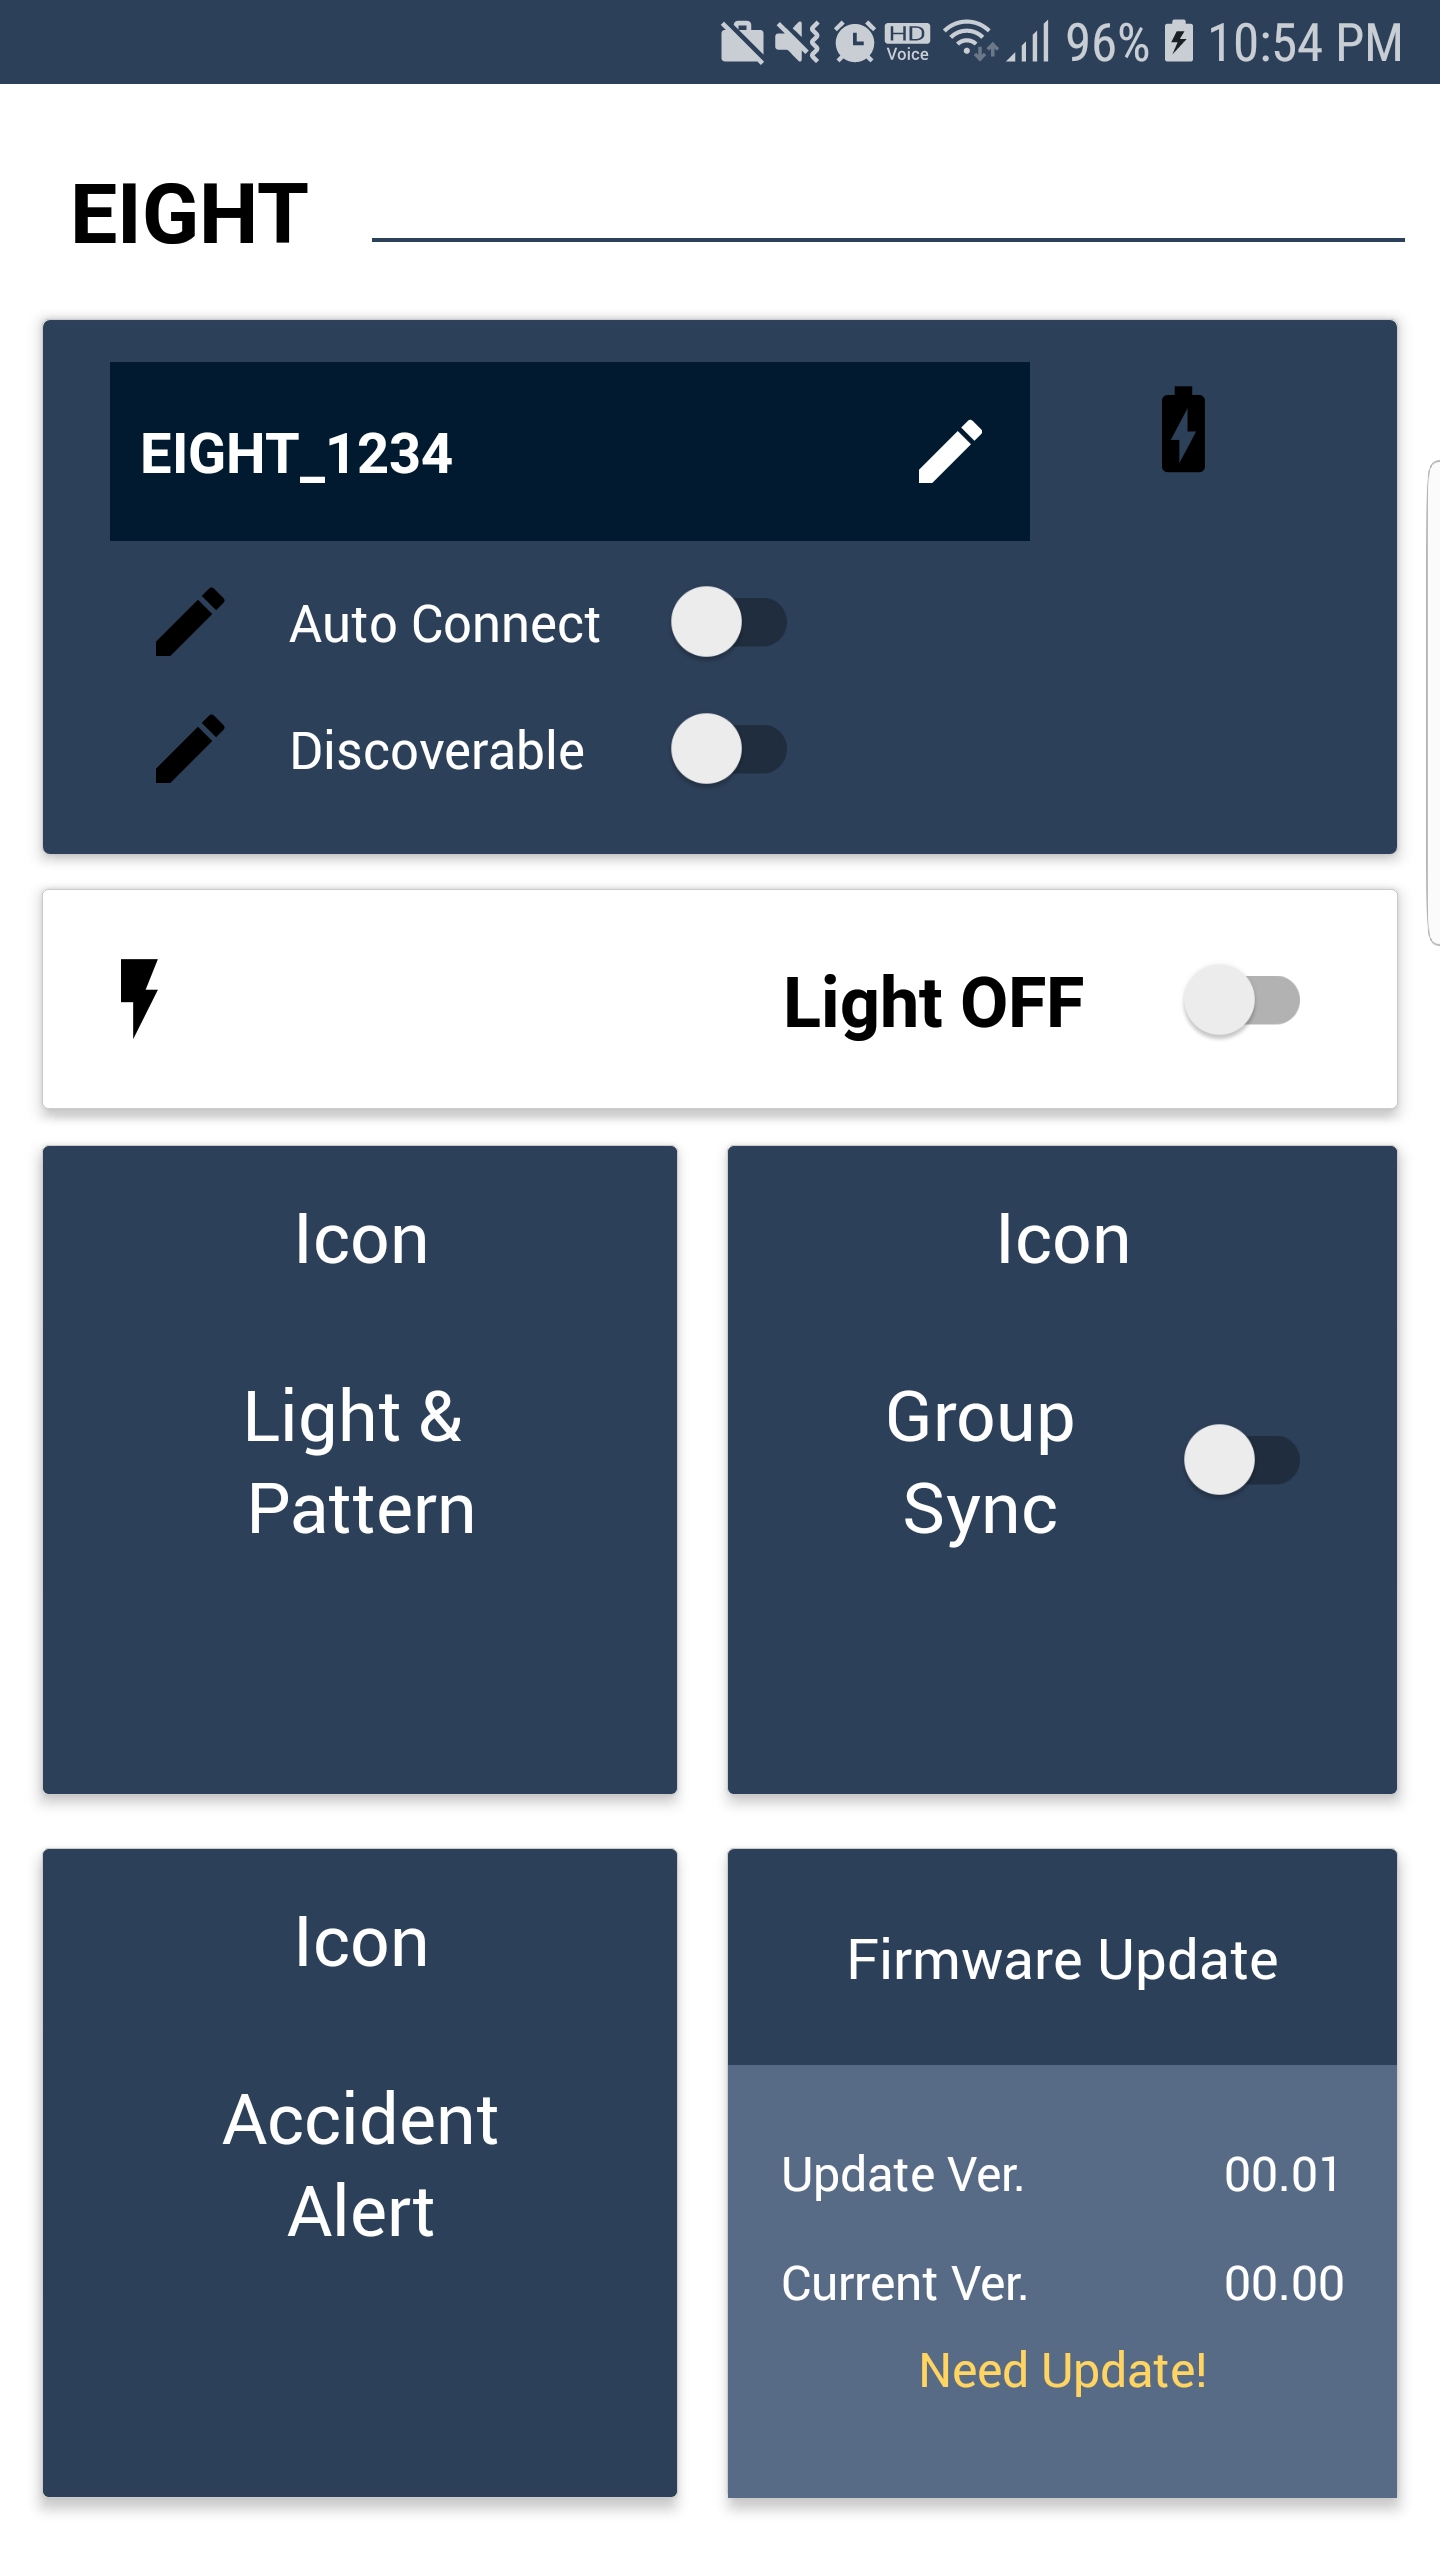 HD Voice 96% 10:54 PM
EIGHT
EIGHT_1234
Auto Connect
Discoverable
Light OFF
Icon
Light &
Pattern
Icon
Group
Sync
Icon
Accident
Alert
Firmware Update
Update Ver. 00.01
Current Ver. 00.00
Need Update!